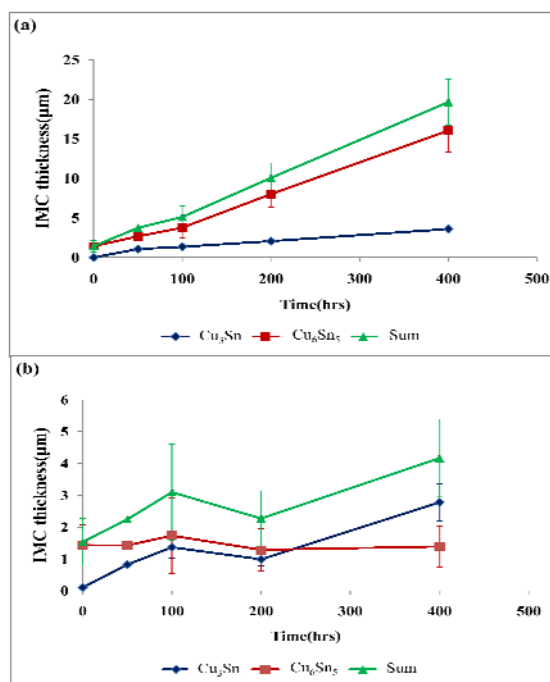 (a)
25
20
15
10
5
0
IMC thickness(µm)
0 100 200 300 400 500
Time(hrs)
Cu₃Sn Cu₆Sn₅ Sum
(b)
6
5
4
3
2
1
0
IMC thickness(µm)
0 100 200 300 400 500
Time(hrs)
Cu₃Sn Cu₆Sn₅ Sum